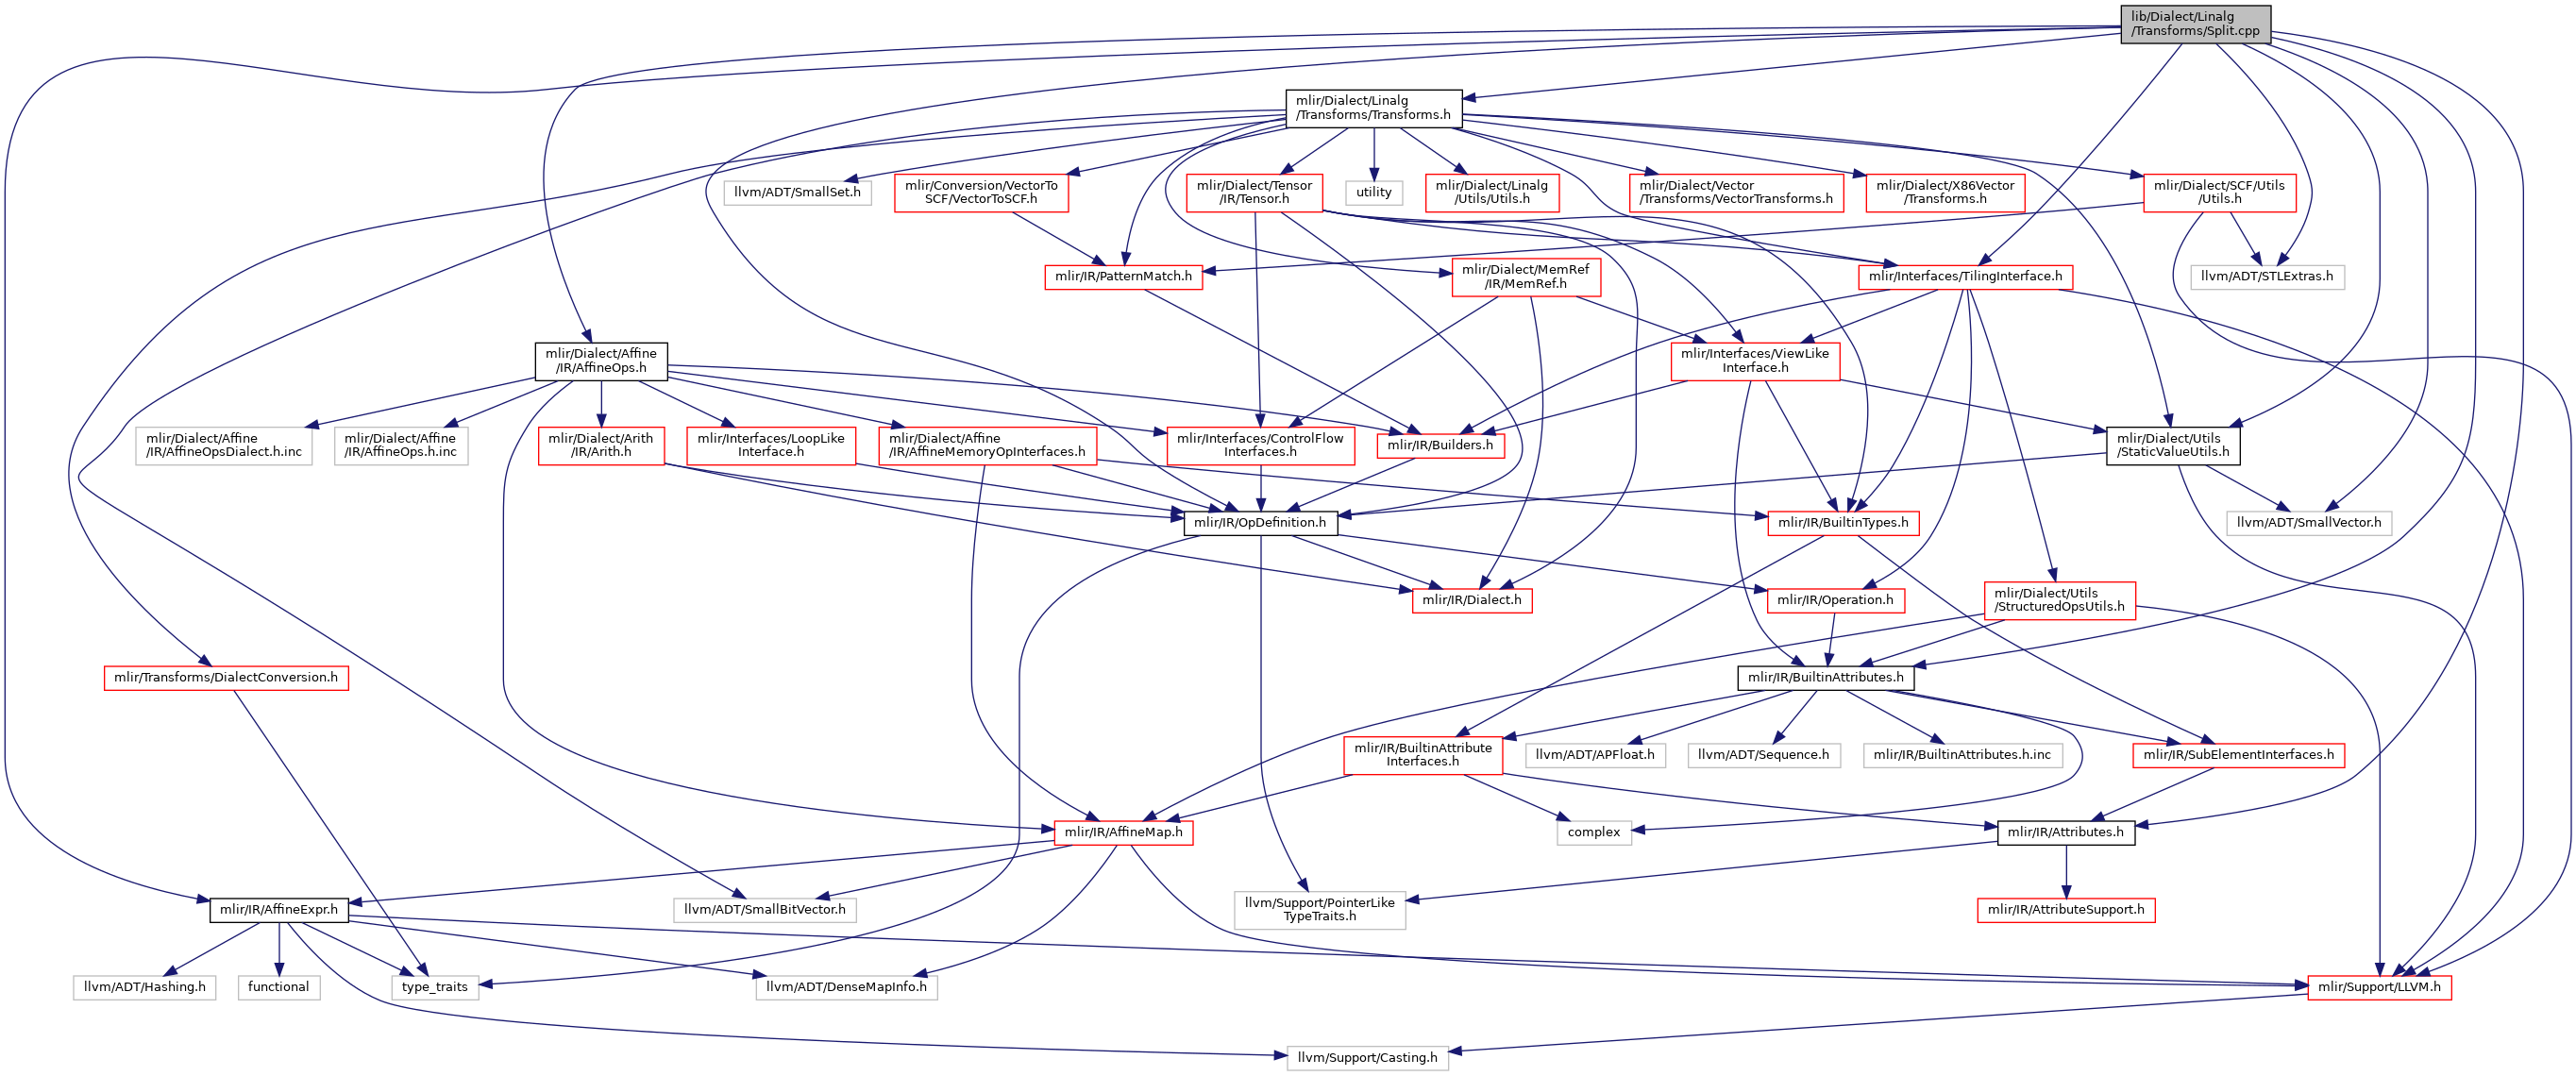 lib/Dialect/Linalg
/Transforms/Split.cpp
mlir/Dialect/Linalg
/Transforms/Transforms.h
llvm/ADT/SmallSet.h
mlir/Conversion/VectorTo
SCF/VectorToSCF.h
mlir/Dialect/Tensor
/IR/Tensor.h
utility
mlir/Dialect/Linalg
/Utils/Utils.h
mlir/Dialect/Vector
/Transforms/VectorTransforms.h
mlir/Dialect/X86Vector
/Transforms.h
mlir/Dialect/SCF/Utils
/Utils.h
mlir/IR/PatternMatch.h
mlir/Dialect/MemRef
/IR/MemRef.h
mlir/Interfaces/TilingInterface.h
llvm/ADT/STLExtras.h
mlir/Dialect/Affine
/IR/AffineOps.h
mlir/Interfaces/ViewLike
Interface.h
mlir/Dialect/Affine
/IR/AffineOpsDialect.h.inc
mlir/Dialect/Affine
/IR/AffineOps.h.inc
mlir/Dialect/Arith
/IR/Arith.h
mlir/Interfaces/LoopLike
Interface.h
mlir/Dialect/Affine
/IR/AffineMemoryOpInterfaces.h
mlir/Interfaces/ControlFlow
Interfaces.h
mlir/IR/Builders.h
mlir/Dialect/Utils
/StaticValueUtils.h
mlir/IR/OpDefinition.h
mlir/IR/BuiltinTypes.h
llvm/ADT/SmallVector.h
mlir/IR/Dialect.h
mlir/IR/Operation.h
mlir/Dialect/Utils
/StructuredOpsUtils.h
mlir/Transforms/DialectConversion.h
mlir/IR/BuiltinAttributes.h
mlir/IR/BuiltinAttribute
Interfaces.h
llvm/ADT/APFloat.h
llvm/ADT/Sequence.h
mlir/IR/BuiltinAttributes.h.inc
mlir/IR/SubElementInterfaces.h
mlir/IR/AffineMap.h
complex
mlir/IR/Attributes.h
mlir/IR/AffineExpr.h
llvm/ADT/SmallBitVector.h
llvm/Support/PointerLike
TypeTraits.h
mlir/IR/AttributeSupport.h
llvm/ADT/Hashing.h
functional
type_traits
llvm/ADT/DenseMapInfo.h
mlir/Support/LLVM.h
llvm/Support/Casting.h